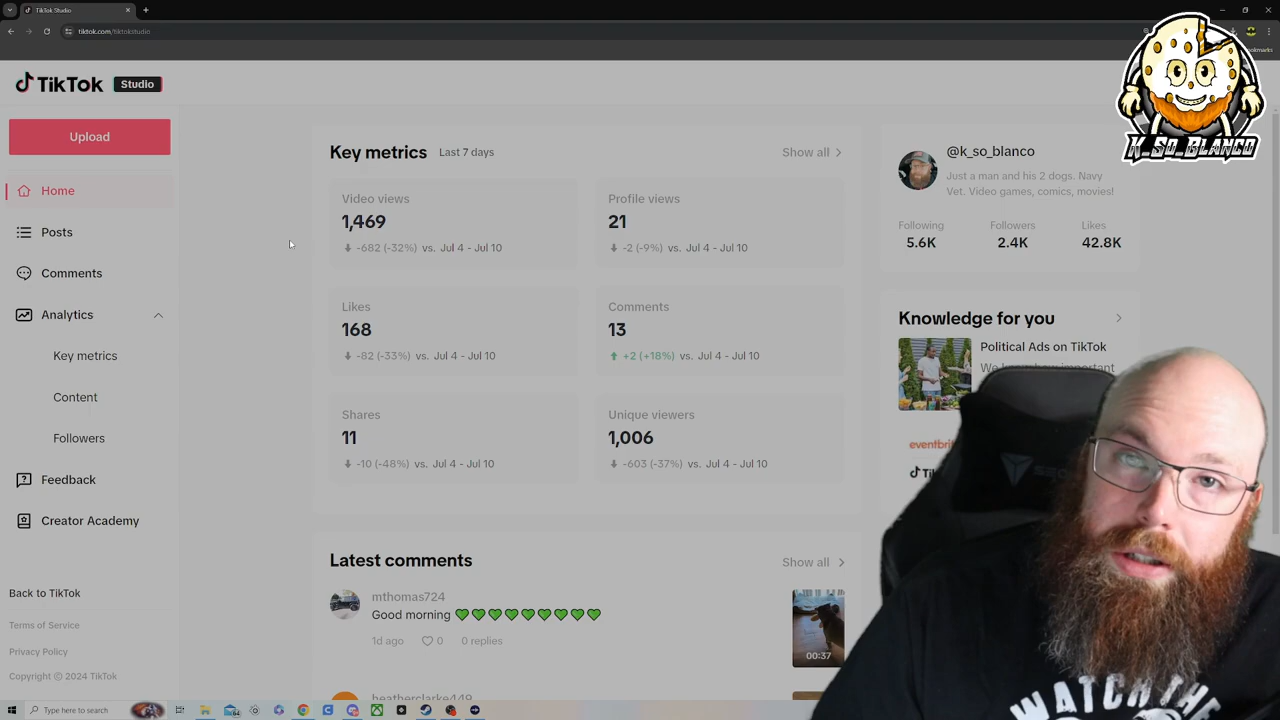 TikTok Studio
tiktok.com/tiktokstudio
TikTok Studio
Upload
Home
Posts
Comments
Analytics
Key metrics
Content
Followers
Feedback
Creator Academy
Back to TikTok
Terms of Service
Privacy Policy
Copyright © 2024 TikTok
Key metrics Last 7 days Show all
Video views
1,469
-682 (-32%) vs. Jul 4 - Jul 10
Profile views
21
-2 (-9%) vs. Jul 4 - Jul 10
Likes
168
-82 (-33%) vs. Jul 4 - Jul 10
Comments
13
+2 (+18%) vs. Jul 4 - Jul 10
Shares
11
-10 (-48%) vs. Jul 4 - Jul 10
Unique viewers
1,006
-603 (-37%) vs. Jul 4 - Jul 10
Latest comments Show all
mthomas724
Good morning 💚💚💚💚💚💚💚💚💚
1d ago 0 0 replies
00:37
heatherclarke449
K_So_Blanco
@k_so_blanco
Just a man and his 2 dogs. Navy
Vet. Video games, comics, movies!
Following Followers Likes
5.6K 2.4K 42.8K
Knowledge for you
Political Ads on TikTok
important
WATCH THE
Type here to search